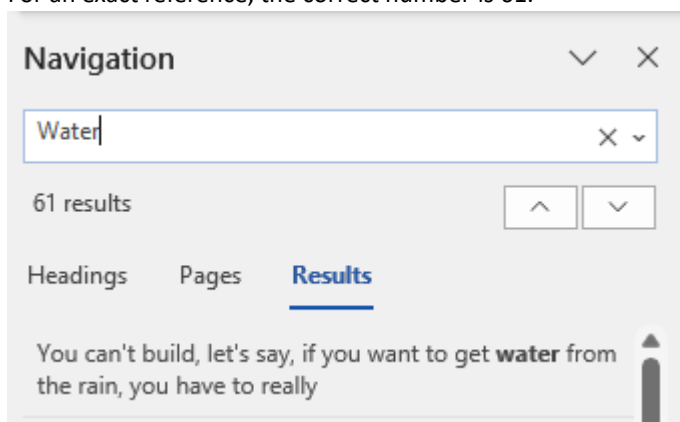 For an exact reference, the correct number is 61.
Navigation
Water
61 results
Headings Pages Results
You can't build, let's say, if you want to get water from
the rain, you have to really